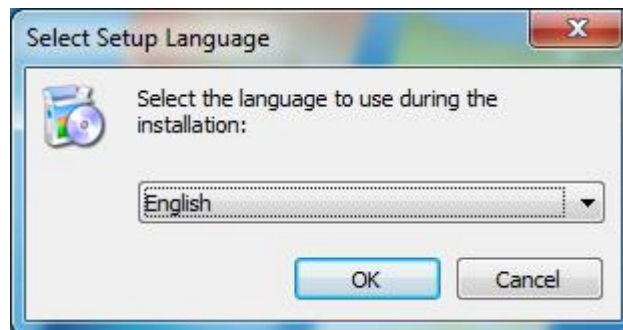 Select Setup Language
Select the language to use during the
installation:
English
OK
Cancel